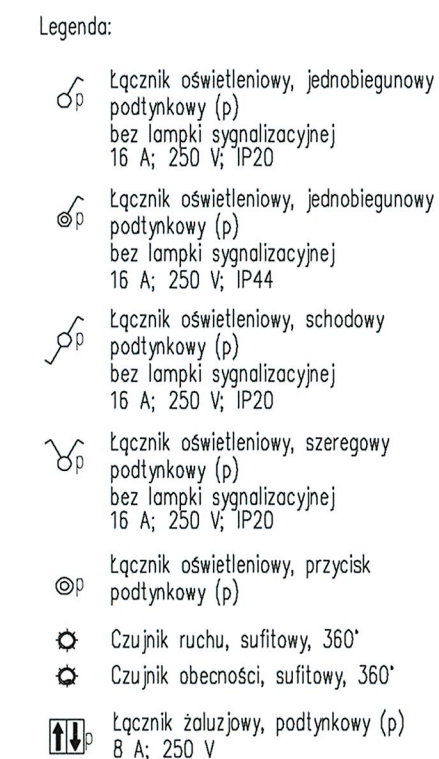 Legenda:
p Łącznik oświetleniowy, jednobiegunowy
podtynkowy (p)
bez lampki sygnalizacyjnej
16 A; 250 V; IP20
p Łącznik oświetleniowy, jednobiegunowy
podtynkowy (p)
bez lampki sygnalizacyjnej
16 A; 250 V; IP44
p Łącznik oświetleniowy, schodowy
podtynkowy (p)
bez lampki sygnalizacyjnej
16 A; 250 V; IP20
p Łącznik oświetleniowy, szeregowy
podtynkowy (p)
bez lampki sygnalizacyjnej
16 A; 250 V; IP20
p Łącznik oświetleniowy, przycisk
podtynkowy (p)
Czujnik ruchu, sufitowy, 360°
Czujnik obecności, sufitowy, 360°
p Łącznik żaluzjowy, podtynkowy (p)
8 A; 250 V